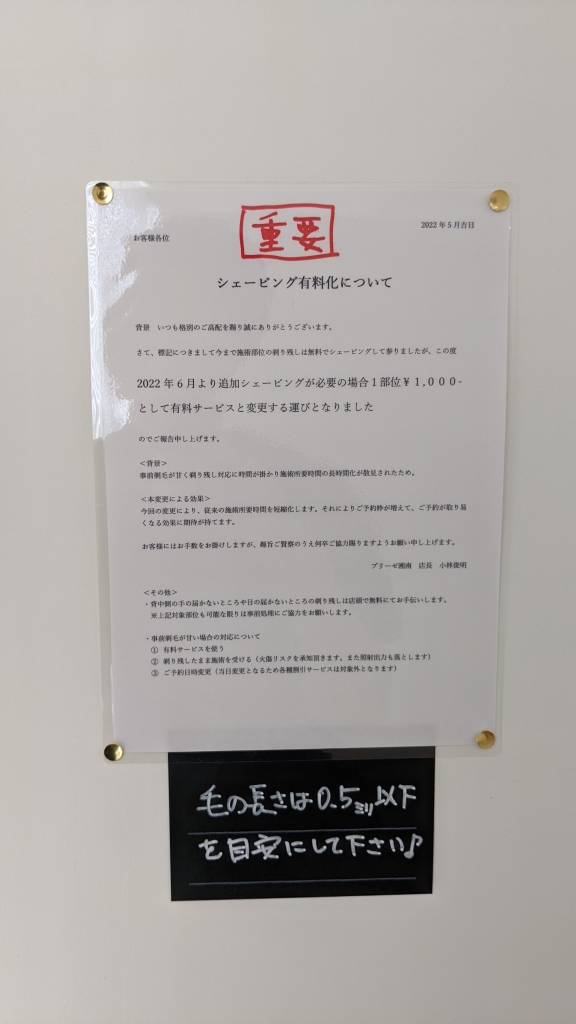 重要
2022年5月吉日
お客様各位
シェービング有料化について
背景　いつも格別のご高配を賜り誠にありがとうございます。
さて、標記につきまして今まで施術部位の剃り残しは無料でシェービングして参りましたが、この度
2022年6月より追加シェービングが必要の場合1部位¥1,000-
として有料サービスと変更する運びとなりました
のでご報告申し上げます。
＜背景＞
事前剃毛が甘く剃り残し対応に時間が掛かり施術所要時間の長時間化が散見されたため。
＜本変更による効果＞
今回の変更により、従来の施術所要時間を短縮化します。それによりご予約枠が増えて、ご予約が取り易
くなる効果に期待が持てます。
お客様にはお手数をお掛けしますが、趣旨ご賢察のうえ何卒ご協力賜りますようお願い申し上げます。
ブリーゼ湘南　店長　小林俊明
＜その他＞
・背中側の手の届かないところや目の届かないところの剃り残しは店頭で無料にてお手伝いします。
※上記対象部位も可能な限りは事前処理にご協力をお願いします。
・事前剃毛が甘い場合の対応について
① 有料サービスを使う
② 剃り残したまま施術を受ける（火傷リスクを承知頂きます。また照射出力も落とします）
③ ご予約日時変更（当日変更となるため各種割引サービスは対象外となります）
毛の長さは0.5ミリ以下
を目安にして下さい♪